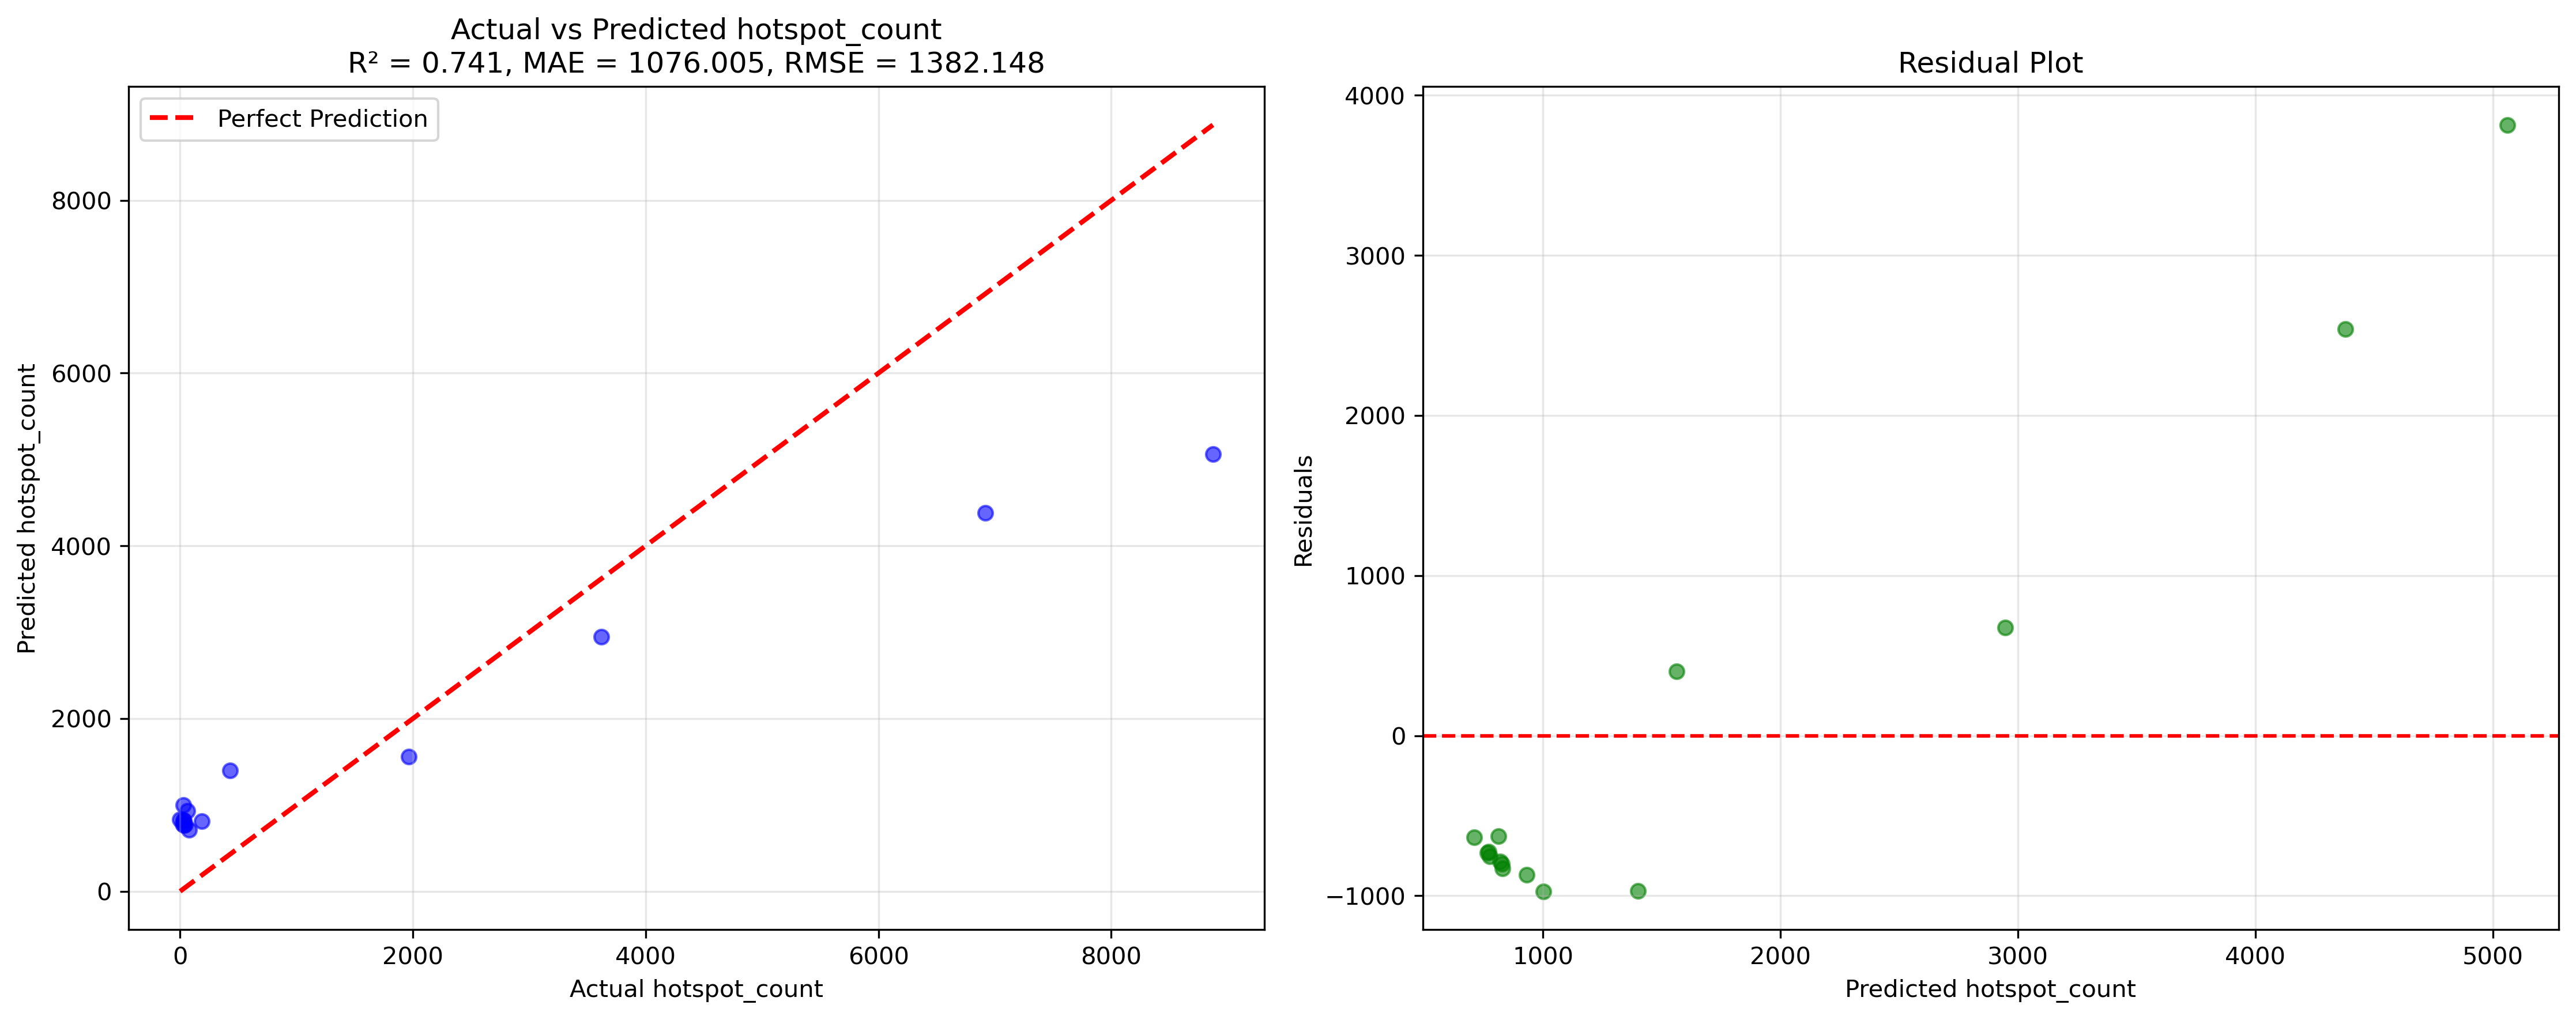 Actual vs Predicted hotspot_count
R² = 0.741, MAE = 1076.005, RMSE = 1382.148
Perfect Prediction
Predicted hotspot_count
8000
6000
4000
2000
0
0 2000 4000 6000 8000
Actual hotspot_count
Residual Plot
Residuals
4000
3000
2000
1000
0
−1000
1000 2000 3000 4000 5000
Predicted hotspot_count